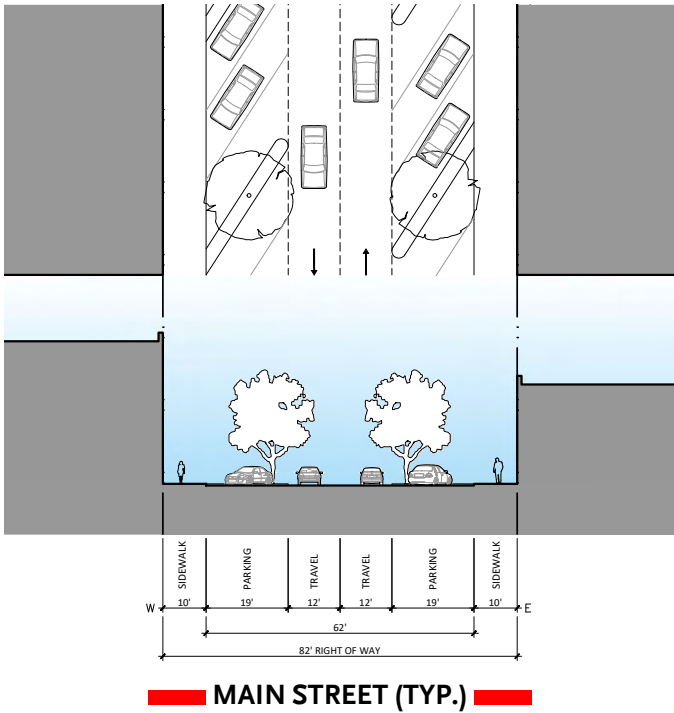 SIDEWALK PARKING TRAVEL TRAVEL PARKING SIDEWALK
W 10' 19' 12' 12' 19' 10' E
62'
82' RIGHT OF WAY
MAIN STREET (TYP.)